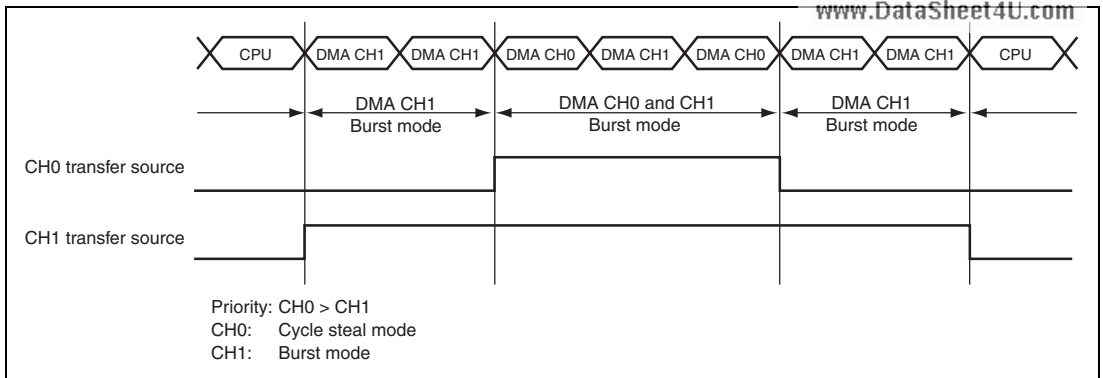 www.DataSheet4U.com
CPU DMA CH1 DMA CH1 DMA CH0 DMA CH1 DMA CH0 DMA CH1 DMA CH1 CPU
DMA CH1 DMA CH0 and CH1 DMA CH1
Burst mode Burst mode Burst mode
CH0 transfer source
CH1 transfer source
Priority: CH0 > CH1
CH0: Cycle steal mode
CH1: Burst mode